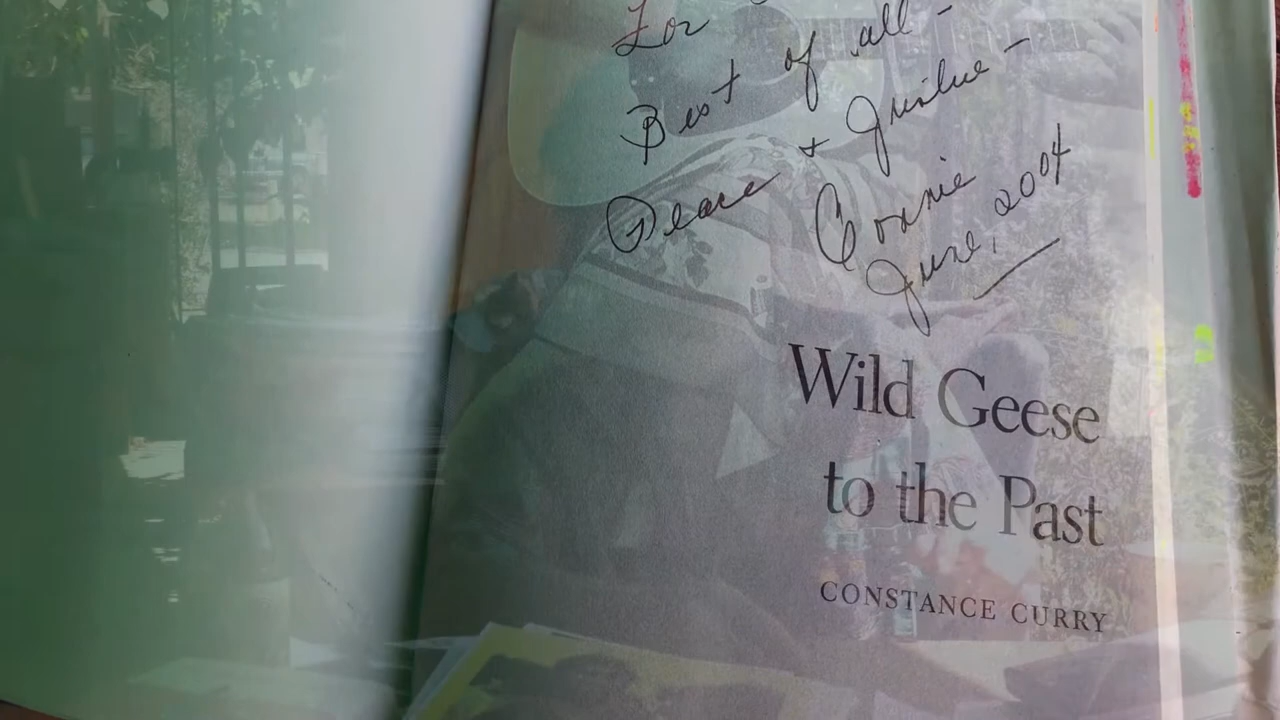 For
Best of all -
Peace & Justice -
Connie
June, 2004
Wild Geese
to the Past
CONSTANCE CURRY